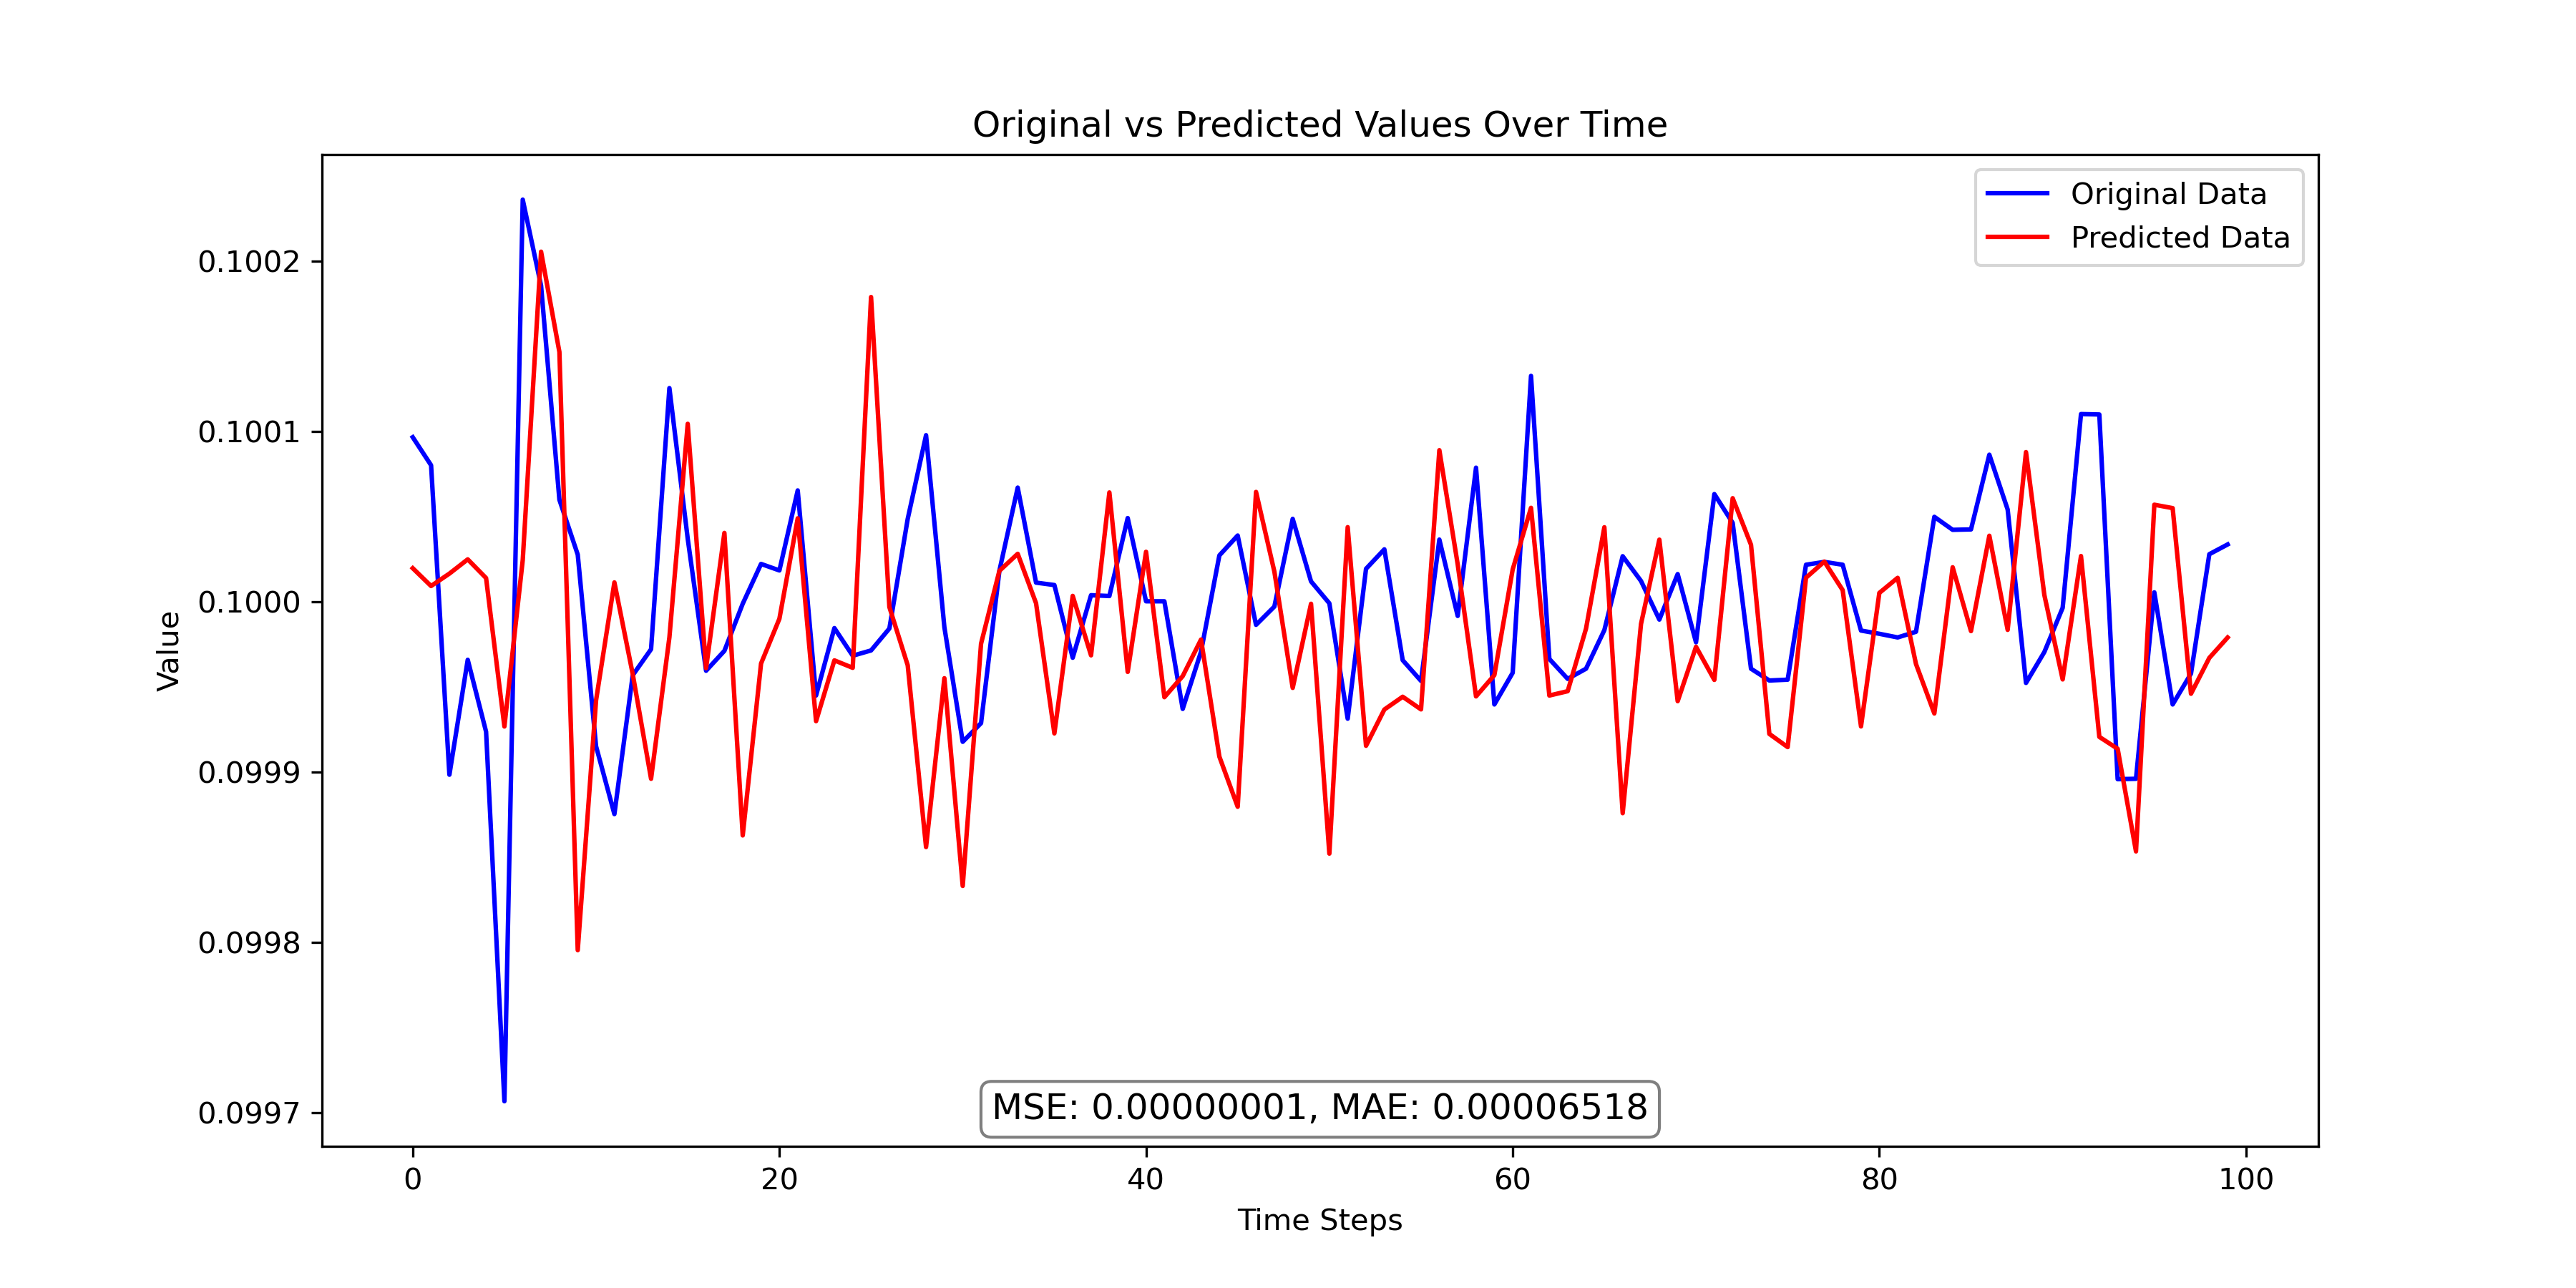 Original vs Predicted Values Over Time
Original Data
Predicted Data
0.1002
0.1001
0.1000
0.0999
0.0998
0.0997
Value
MSE: 0.00000001, MAE: 0.00006518
0 20 40 60 80 100
Time Steps